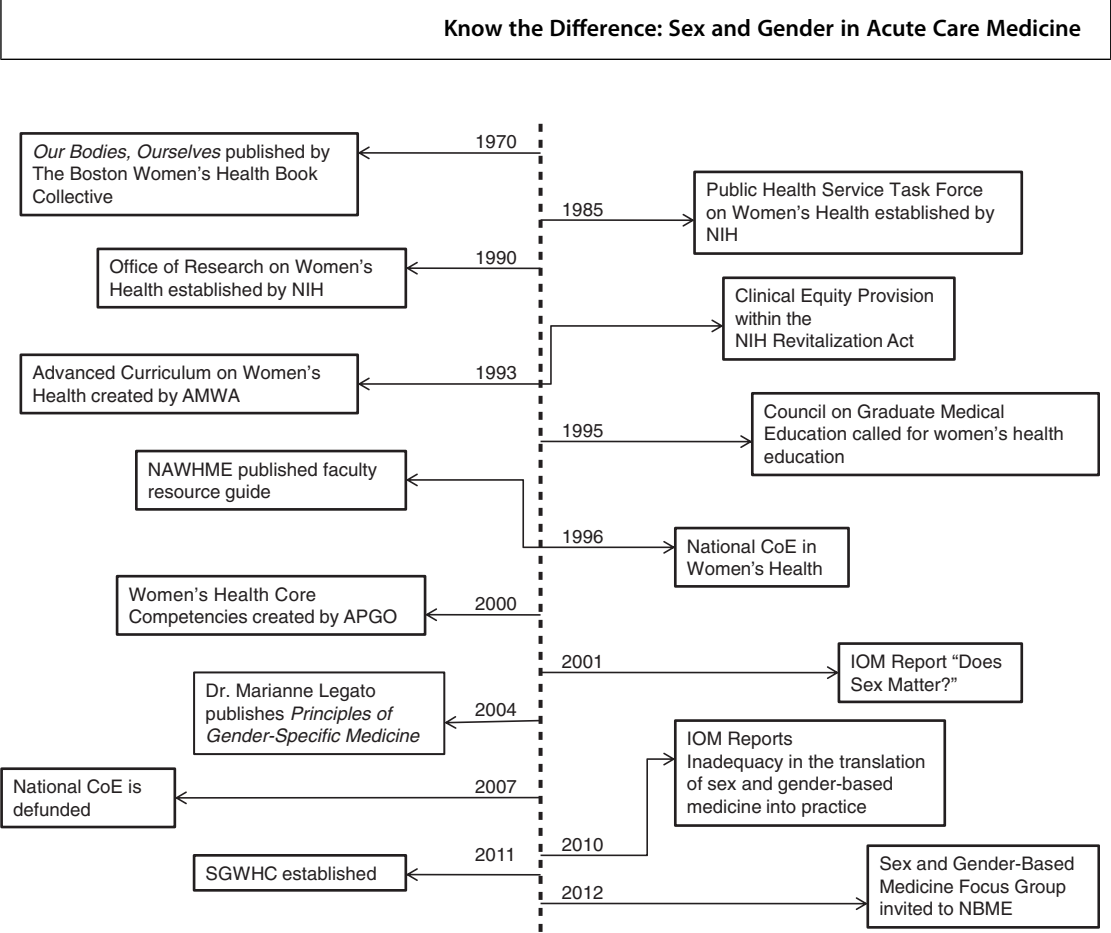 Know the Difference: Sex and Gender in Acute Care Medicine
1970
Our Bodies, Ourselves published by
The Boston Women’s Health Book
Collective
1985
Public Health Service Task Force
on Women’s Health established by
NIH
1990
Office of Research on Women’s
Health established by NIH
Clinical Equity Provision
within the
NIH Revitalization Act
1993
Advanced Curriculum on Women’s
Health created by AMWA
1995
Council on Graduate Medical
Education called for women’s health
education
NAWHME published faculty
resource guide
1996
National CoE in
Women’s Health
2000
Women’s Health Core
Competencies created by APGO
2001
IOM Report “Does
Sex Matter?”
2004
Dr. Marianne Legato
publishes Principles of
Gender-Specific Medicine
IOM Reports
Inadequacy in the translation
of sex and gender-based
medicine into practice
2007
National CoE is
defunded
2010
2011
SGWHC established
2012
Sex and Gender-Based
Medicine Focus Group
invited to NBME